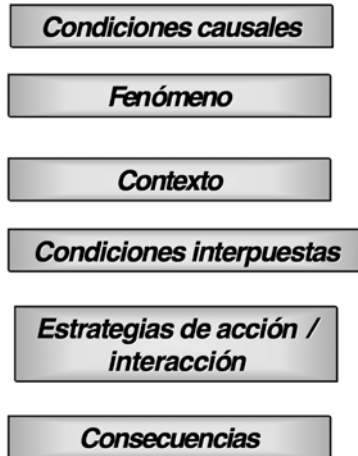 Condiciones causales
Fenómeno
Contexto
Condiciones interpuestas
Estrategias de acción /
interacción
Consecuencias